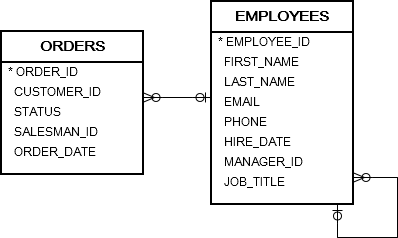 ORDERS
* ORDER_ID
CUSTOMER_ID
STATUS
SALESMAN_ID
ORDER_DATE
EMPLOYEES
* EMPLOYEE_ID
FIRST_NAME
LAST_NAME
EMAIL
PHONE
HIRE_DATE
MANAGER_ID
JOB_TITLE